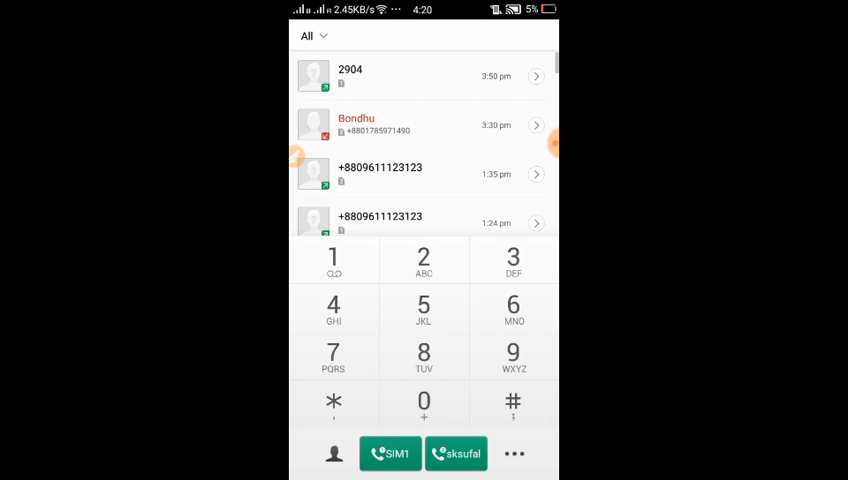 2.45KB/s ... 4:20 5%
All
2904
3:50 pm
Bondhu
+8801785971490
3:30 pm
+8809611123123
1:35 pm
+8809611123123
1:24 pm
1 2 3
ABC DEF
4 5 6
GHI JKL MNO
7 8 9
PQRS TUV WXYZ
* 0 #
, + ;
SIM1 sksufal